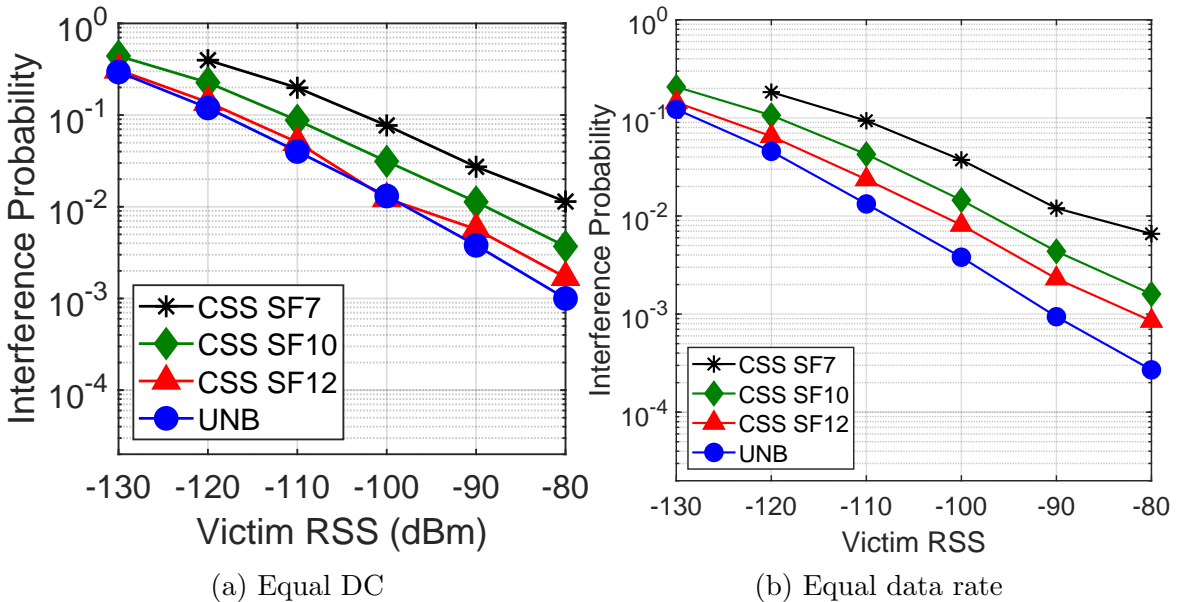 Interference Probability
10^0
10^-1
10^-2
10^-3
10^-4
CSS SF7
CSS SF10
CSS SF12
UNB
-130 -120 -110 -100 -90 -80
Victim RSS (dBm)
(a) Equal DC
Interference Probability
10^0
10^-1
10^-2
10^-3
10^-4
CSS SF7
CSS SF10
CSS SF12
UNB
-130 -120 -110 -100 -90 -80
Victim RSS
(b) Equal data rate